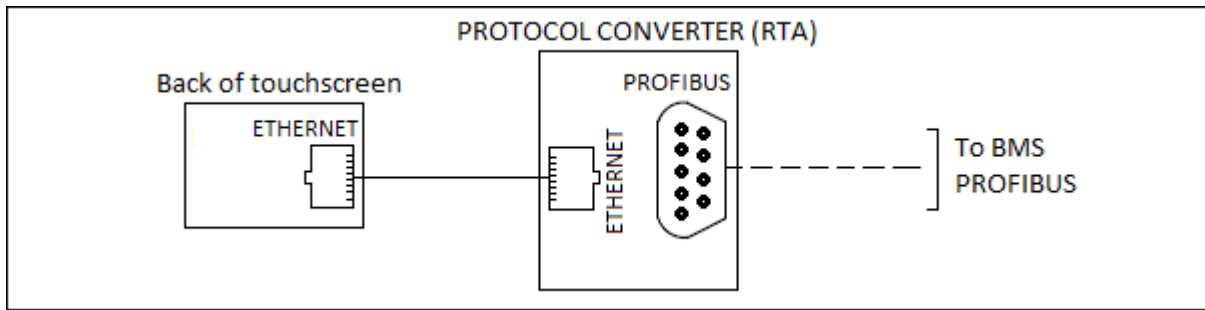 PROTOCOL CONVERTER (RTA)
Back of touchscreen
ETHERNET
PROFIBUS
ETHERNET
To BMS
PROFIBUS